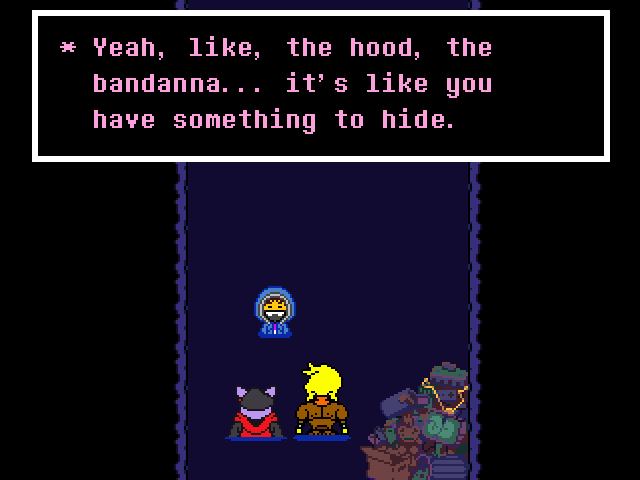 * Yeah, like, the hood, the
bandanna... it's like you
have something to hide.